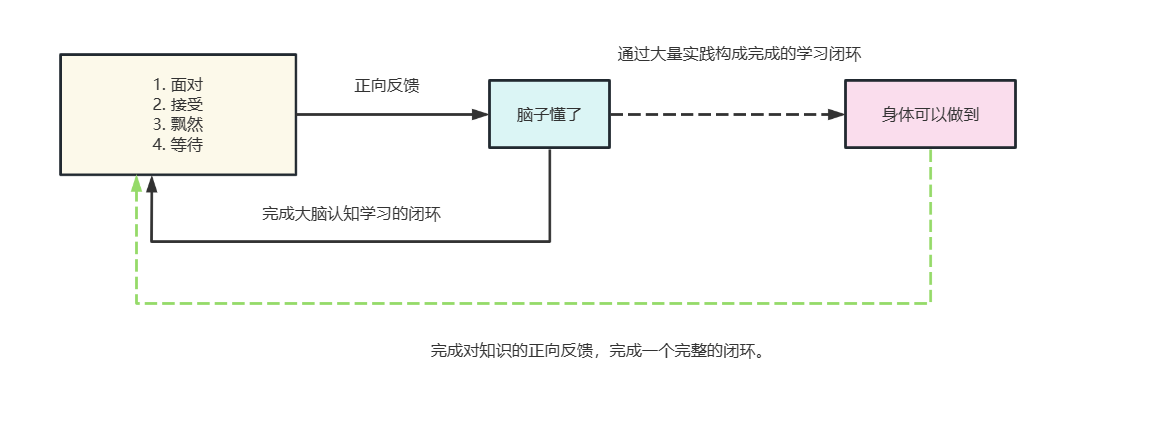 通过大量实践构成完成的学习闭环
1. 面对
2. 接受
3. 飘然
4. 等待
正向反馈
脑子懂了
身体可以做到
完成大脑认知学习的闭环
完成对知识的正向反馈，完成一个完整的闭环。